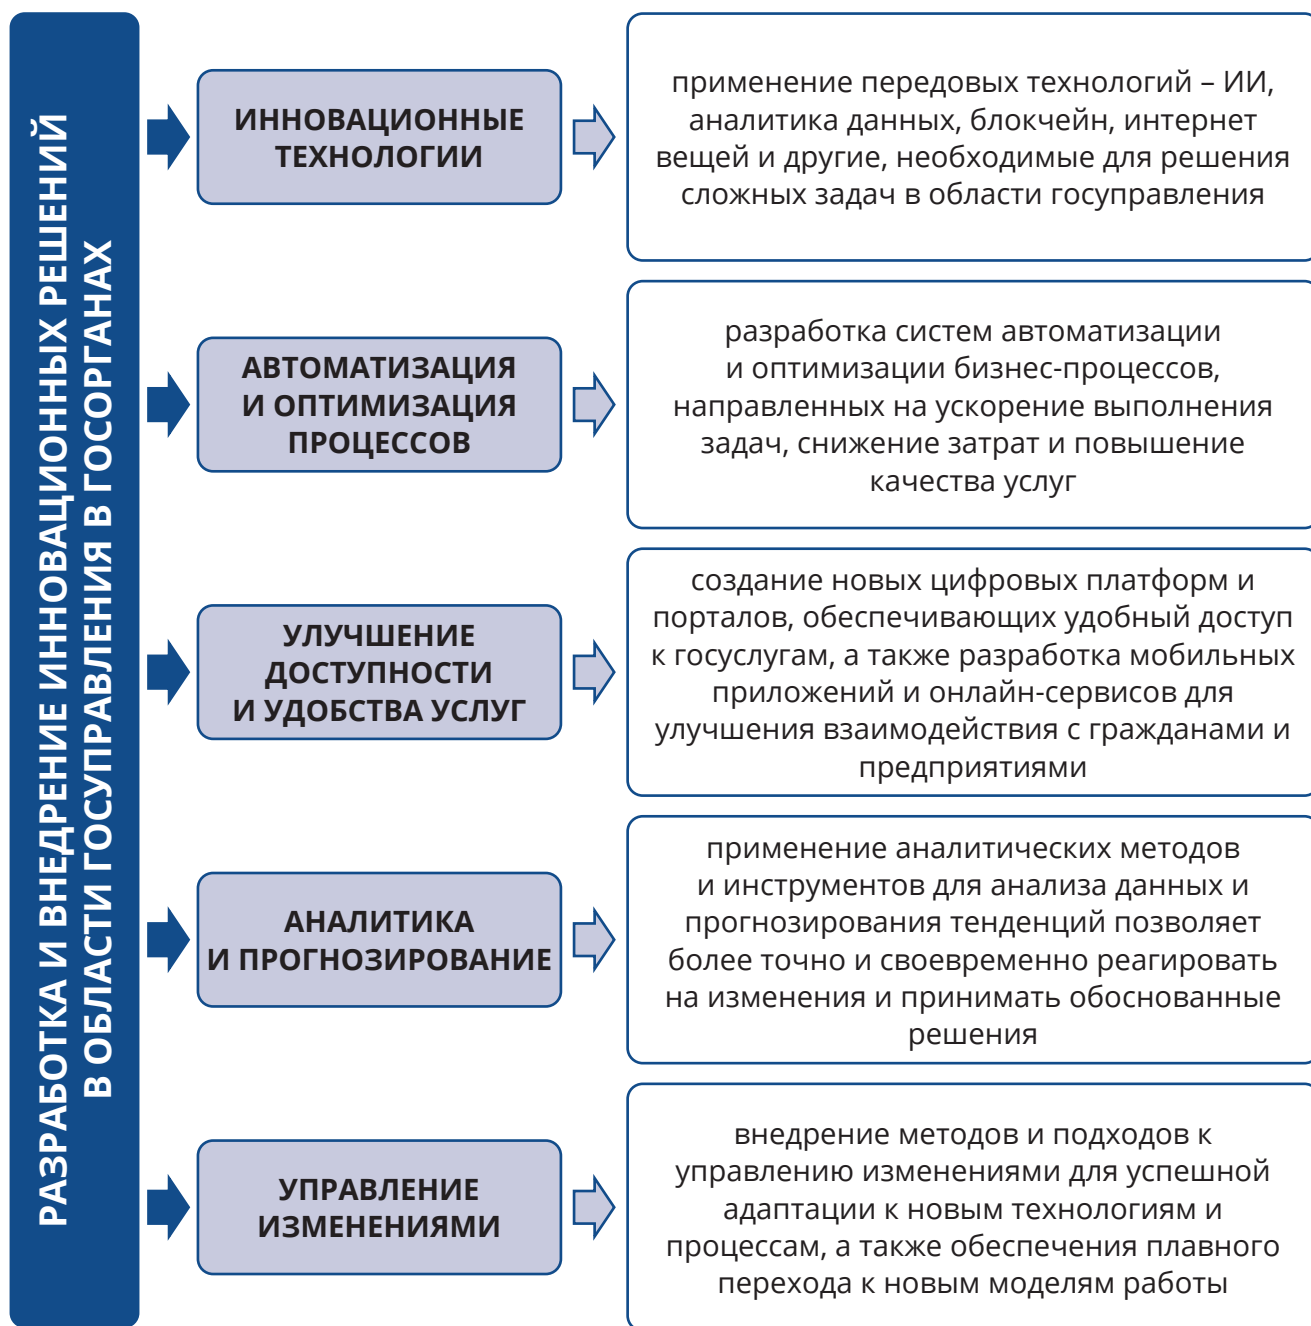 РАЗРАБОТКА И ВНЕДРЕНИЕ ИННОВАЦИОННЫХ РЕШЕНИЙ
В ОБЛАСТИ ГОСУПРАВЛЕНИЯ В ГОСОРГАНАХ
ИННОВАЦИОННЫЕ
ТЕХНОЛОГИИ
применение передовых технологий – ИИ,
аналитика данных, блокчейн, интернет
вещей и другие, необходимые для решения
сложных задач в области госуправления
АВТОМАТИЗАЦИЯ
И ОПТИМИЗАЦИЯ
ПРОЦЕССОВ
разработка систем автоматизации
и оптимизации бизнес-процессов,
направленных на ускорение выполнения
задач, снижение затрат и повышение
качества услуг
УЛУЧШЕНИЕ
ДОСТУПНОСТИ
И УДОБСТВА УСЛУГ
создание новых цифровых платформ и
порталов, обеспечивающих удобный доступ
к госуслугам, а также разработка мобильных
приложений и онлайн-сервисов для
улучшения взаимодействия с гражданами и
предприятиями
АНАЛИТИКА
И ПРОГНОЗИРОВАНИЕ
применение аналитических методов
и инструментов для анализа данных и
прогнозирования тенденций позволяет
более точно и своевременно реагировать
на изменения и принимать обоснованные
решения
УПРАВЛЕНИЕ
ИЗМЕНЕНИЯМИ
внедрение методов и подходов к
управлению изменениями для успешной
адаптации к новым технологиям и
процессам, а также обеспечения плавного
перехода к новым моделям работы